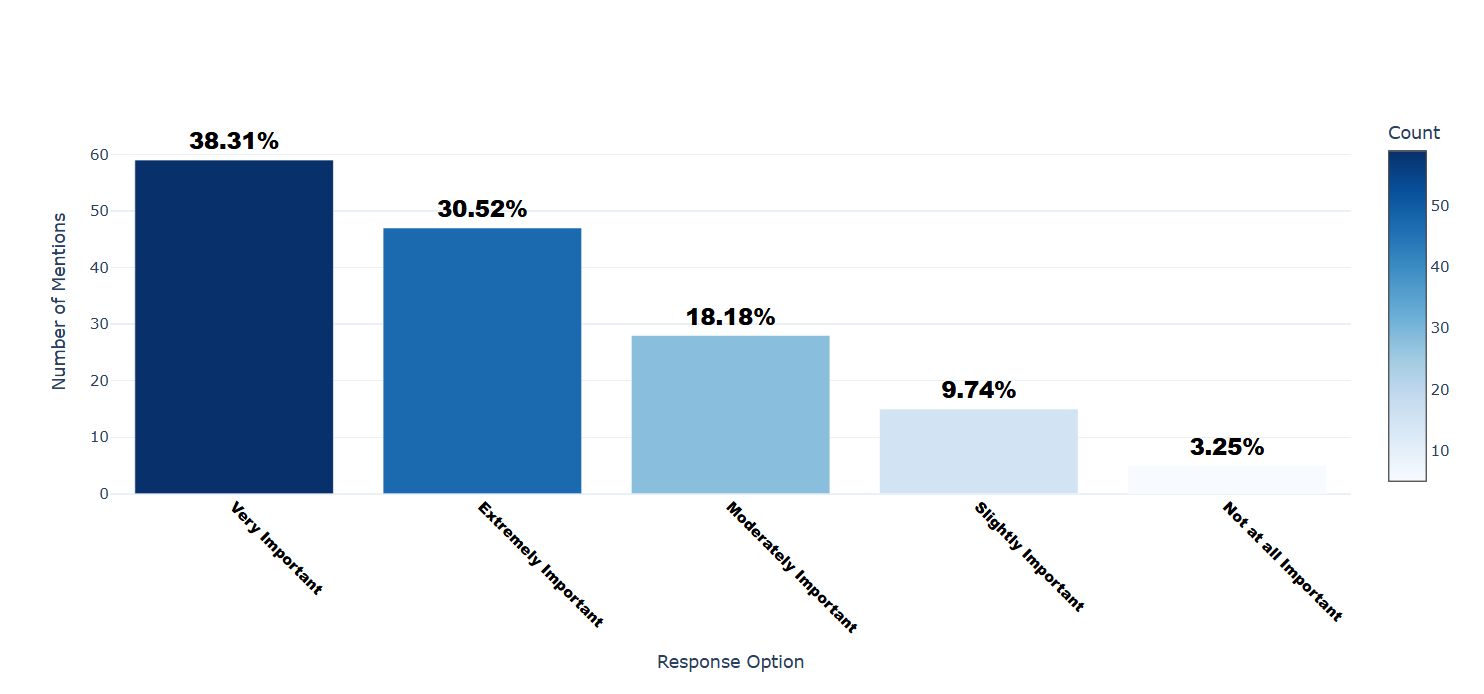 38.31%
30.52%
18.18%
9.74%
3.25%
Number of Mentions
60
50
40
30
20
10
0
Very Important
Extremely Important
Moderately Important
Slightly Important
Not at all Important
Response Option
Count
50
40
30
20
10